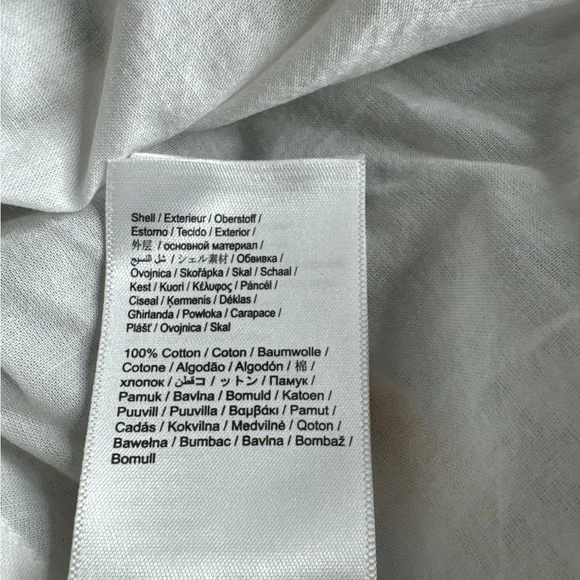 Shell / Exterieur / Oberstoff /
Estorno / Tecido / Exterior /
外层 / основной материал /
شل النسيج / シェル素材 / Обвивка /
Ovojnica / Skořápka / Skal / Schaal /
Kest / Kuori / Κέλυφος / Páncél /
Ciseal / Ķermenis / Dėklas /
Għirlanda / Powłoka / Carapace /
Plášť / Ovojnica / Skal
100% Cotton / Coton / Baumwolle /
Cotone / Algodão / Algodón / 棉 /
хлопок / قطن コ / ットン / Памук /
Pamuk / Bavlna / Bomuld / Katoen /
Puuvill / Puuvilla / Βαμβάκι / Pamut /
Cadás / Kokvilna / Medvilnė / Qoton /
Bawełna / Bumbac / Bavlna / Bombaž /
Bomull